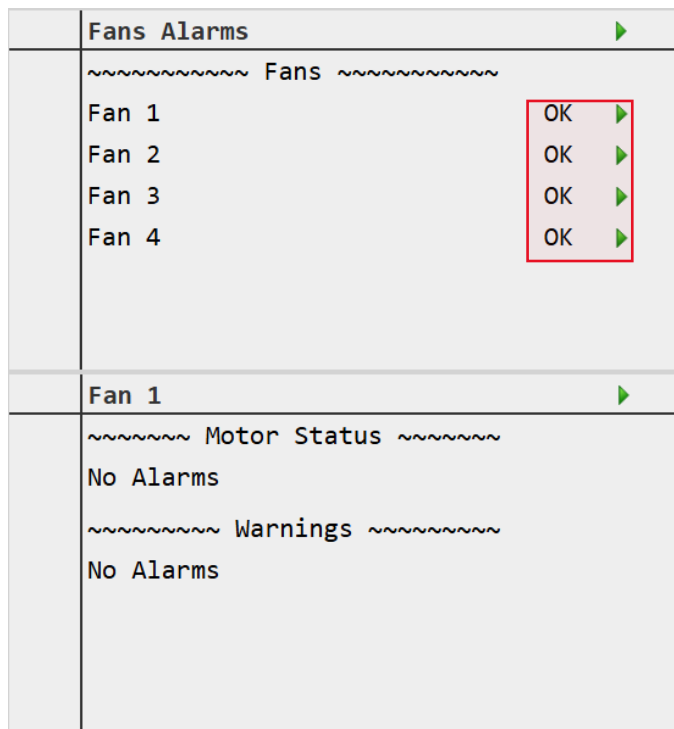 Fans Alarms
~~~~~~~~~~~ Fans ~~~~~~~~~~~
Fan 1 OK
Fan 2 OK
Fan 3 OK
Fan 4 OK
Fan 1
~~~~~~~ Motor Status ~~~~~~~
No Alarms
~~~~~~~~~ Warnings ~~~~~~~~~
No Alarms